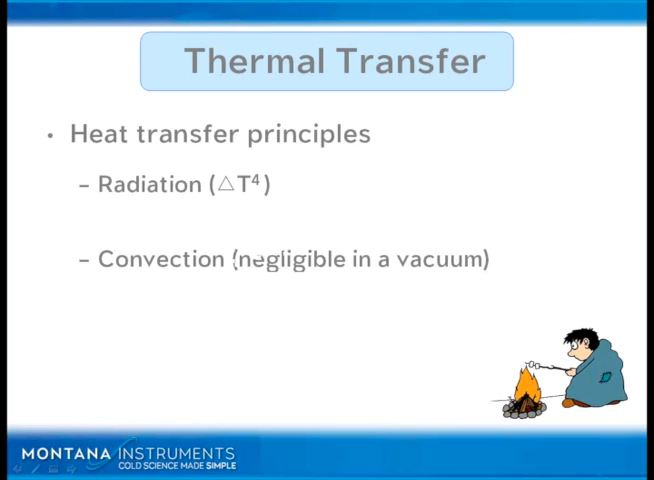 Thermal Transfer
• Heat transfer principles
– Radiation (△T⁴)
– Convection (negligible in a vacuum)
MONTANA INSTRUMENTS
COLD SCIENCE MADE SIMPLE